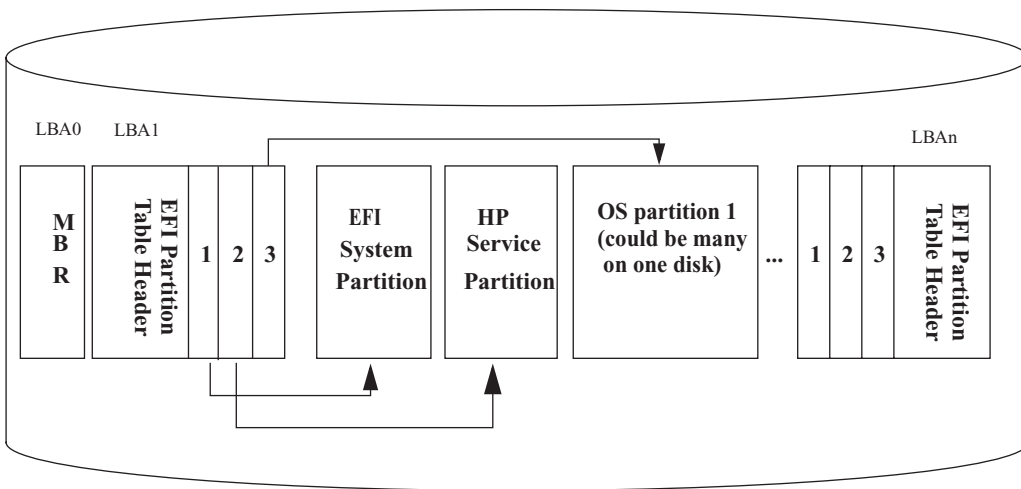 LBA0
LBA1
LBAn
M
B
R
EFI Partition
Table Header
1
2
3
EFI
System
Partition
HP
Service
Partition
OS partition 1
(could be many
on one disk)
...
1
2
3
EFI Partition
Table Header